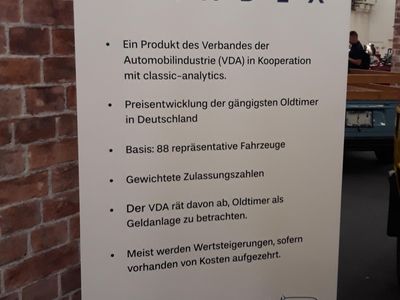 • Ein Produkt des Verbandes der
Automobilindustrie (VDA) in Kooperation
mit classic-analytics.
• Preisentwicklung der gängigsten Oldtimer
in Deutschland
• Basis: 88 repräsentative Fahrzeuge
• Gewichtete Zulassungszahlen
• Der VDA rät davon ab, Oldtimer als
Geldanlage zu betrachten.
• Meist werden Wertsteigerungen, sofern
vorhanden von Kosten aufgezehrt.